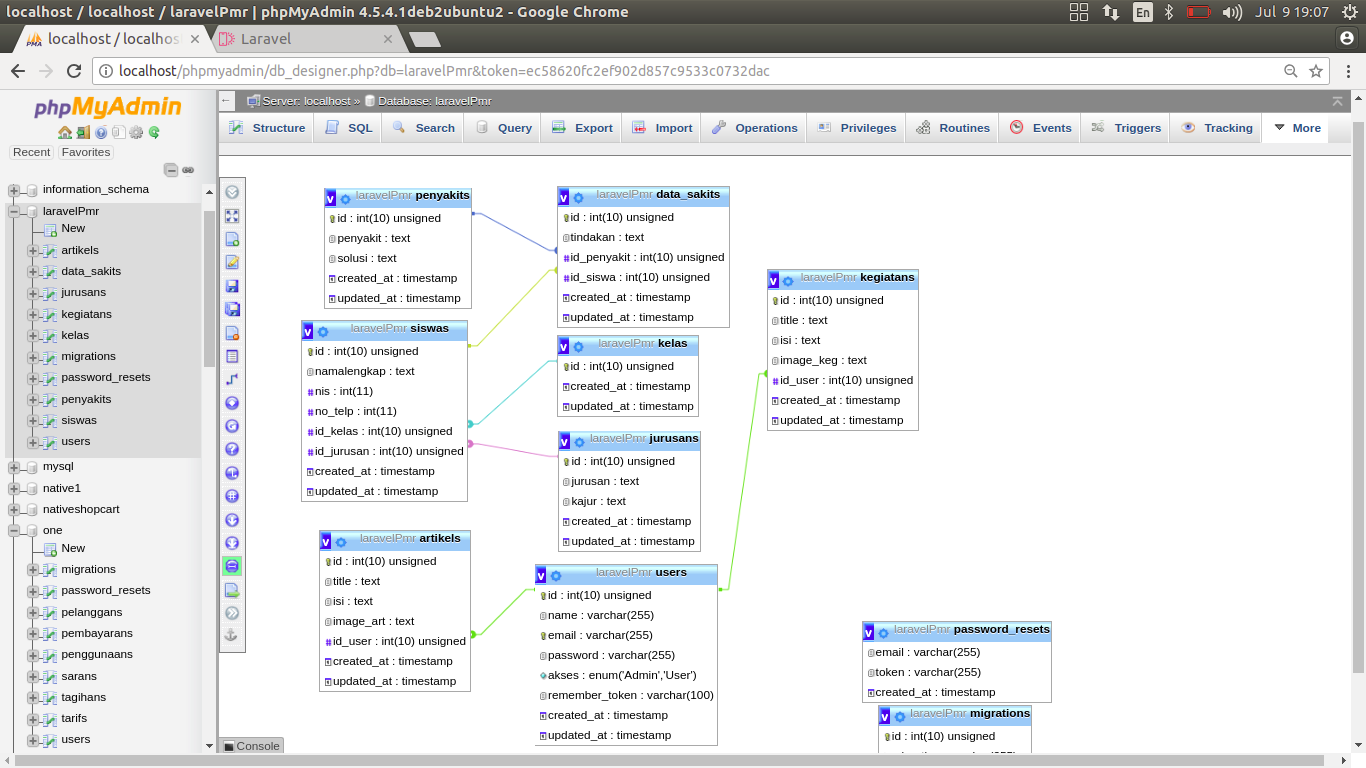 localhost / localhost / laravelPmr | phpMyAdmin 4.5.4.1deb2ubuntu2 - Google Chrome
En
Jul 9 19:07
localhost / localhos
Laravel
localhost/phpmyadmin/db_designer.php?db=laravelPmr&token=ec58620fc2ef902d857c9533c0732dac
phpMyAdmin
Recent
Favorites
information_schema
laravelPmr
New
artikels
data_sakits
jurusans
kegiatans
kelas
migrations
password_resets
penyakits
siswas
users
mysql
native1
nativeshopcart
one
New
migrations
password_resets
pelanggans
pembayarans
penggunaans
sarans
tagihans
tarifs
users
Server: localhost » Database: laravelPmr
Structure
SQL
Search
Query
Export
Import
Operations
Privileges
Routines
Events
Triggers
Tracking
More
laravelPmr penyakits
id : int(10) unsigned
penyakit : text
solusi : text
created_at : timestamp
updated_at : timestamp
laravelPmr data_sakits
id : int(10) unsigned
tindakan : text
id_penyakit : int(10) unsigned
id_siswa : int(10) unsigned
created_at : timestamp
updated_at : timestamp
laravelPmr kegiatans
id : int(10) unsigned
title : text
isi : text
image_keg : text
id_user : int(10) unsigned
created_at : timestamp
updated_at : timestamp
laravelPmr siswas
id : int(10) unsigned
namalengkap : text
nis : int(11)
no_telp : int(11)
id_kelas : int(10) unsigned
id_jurusan : int(10) unsigned
created_at : timestamp
updated_at : timestamp
laravelPmr kelas
id : int(10) unsigned
created_at : timestamp
updated_at : timestamp
laravelPmr jurusans
id : int(10) unsigned
jurusan : text
kajur : text
created_at : timestamp
updated_at : timestamp
laravelPmr artikels
id : int(10) unsigned
title : text
isi : text
image_art : text
id_user : int(10) unsigned
created_at : timestamp
updated_at : timestamp
laravelPmr users
id : int(10) unsigned
name : varchar(255)
email : varchar(255)
password : varchar(255)
akses : enum('Admin','User')
remember_token : varchar(100)
created_at : timestamp
updated_at : timestamp
laravelPmr password_resets
email : varchar(255)
token : varchar(255)
created_at : timestamp
laravelPmr migrations
id : int(10) unsigned
Console